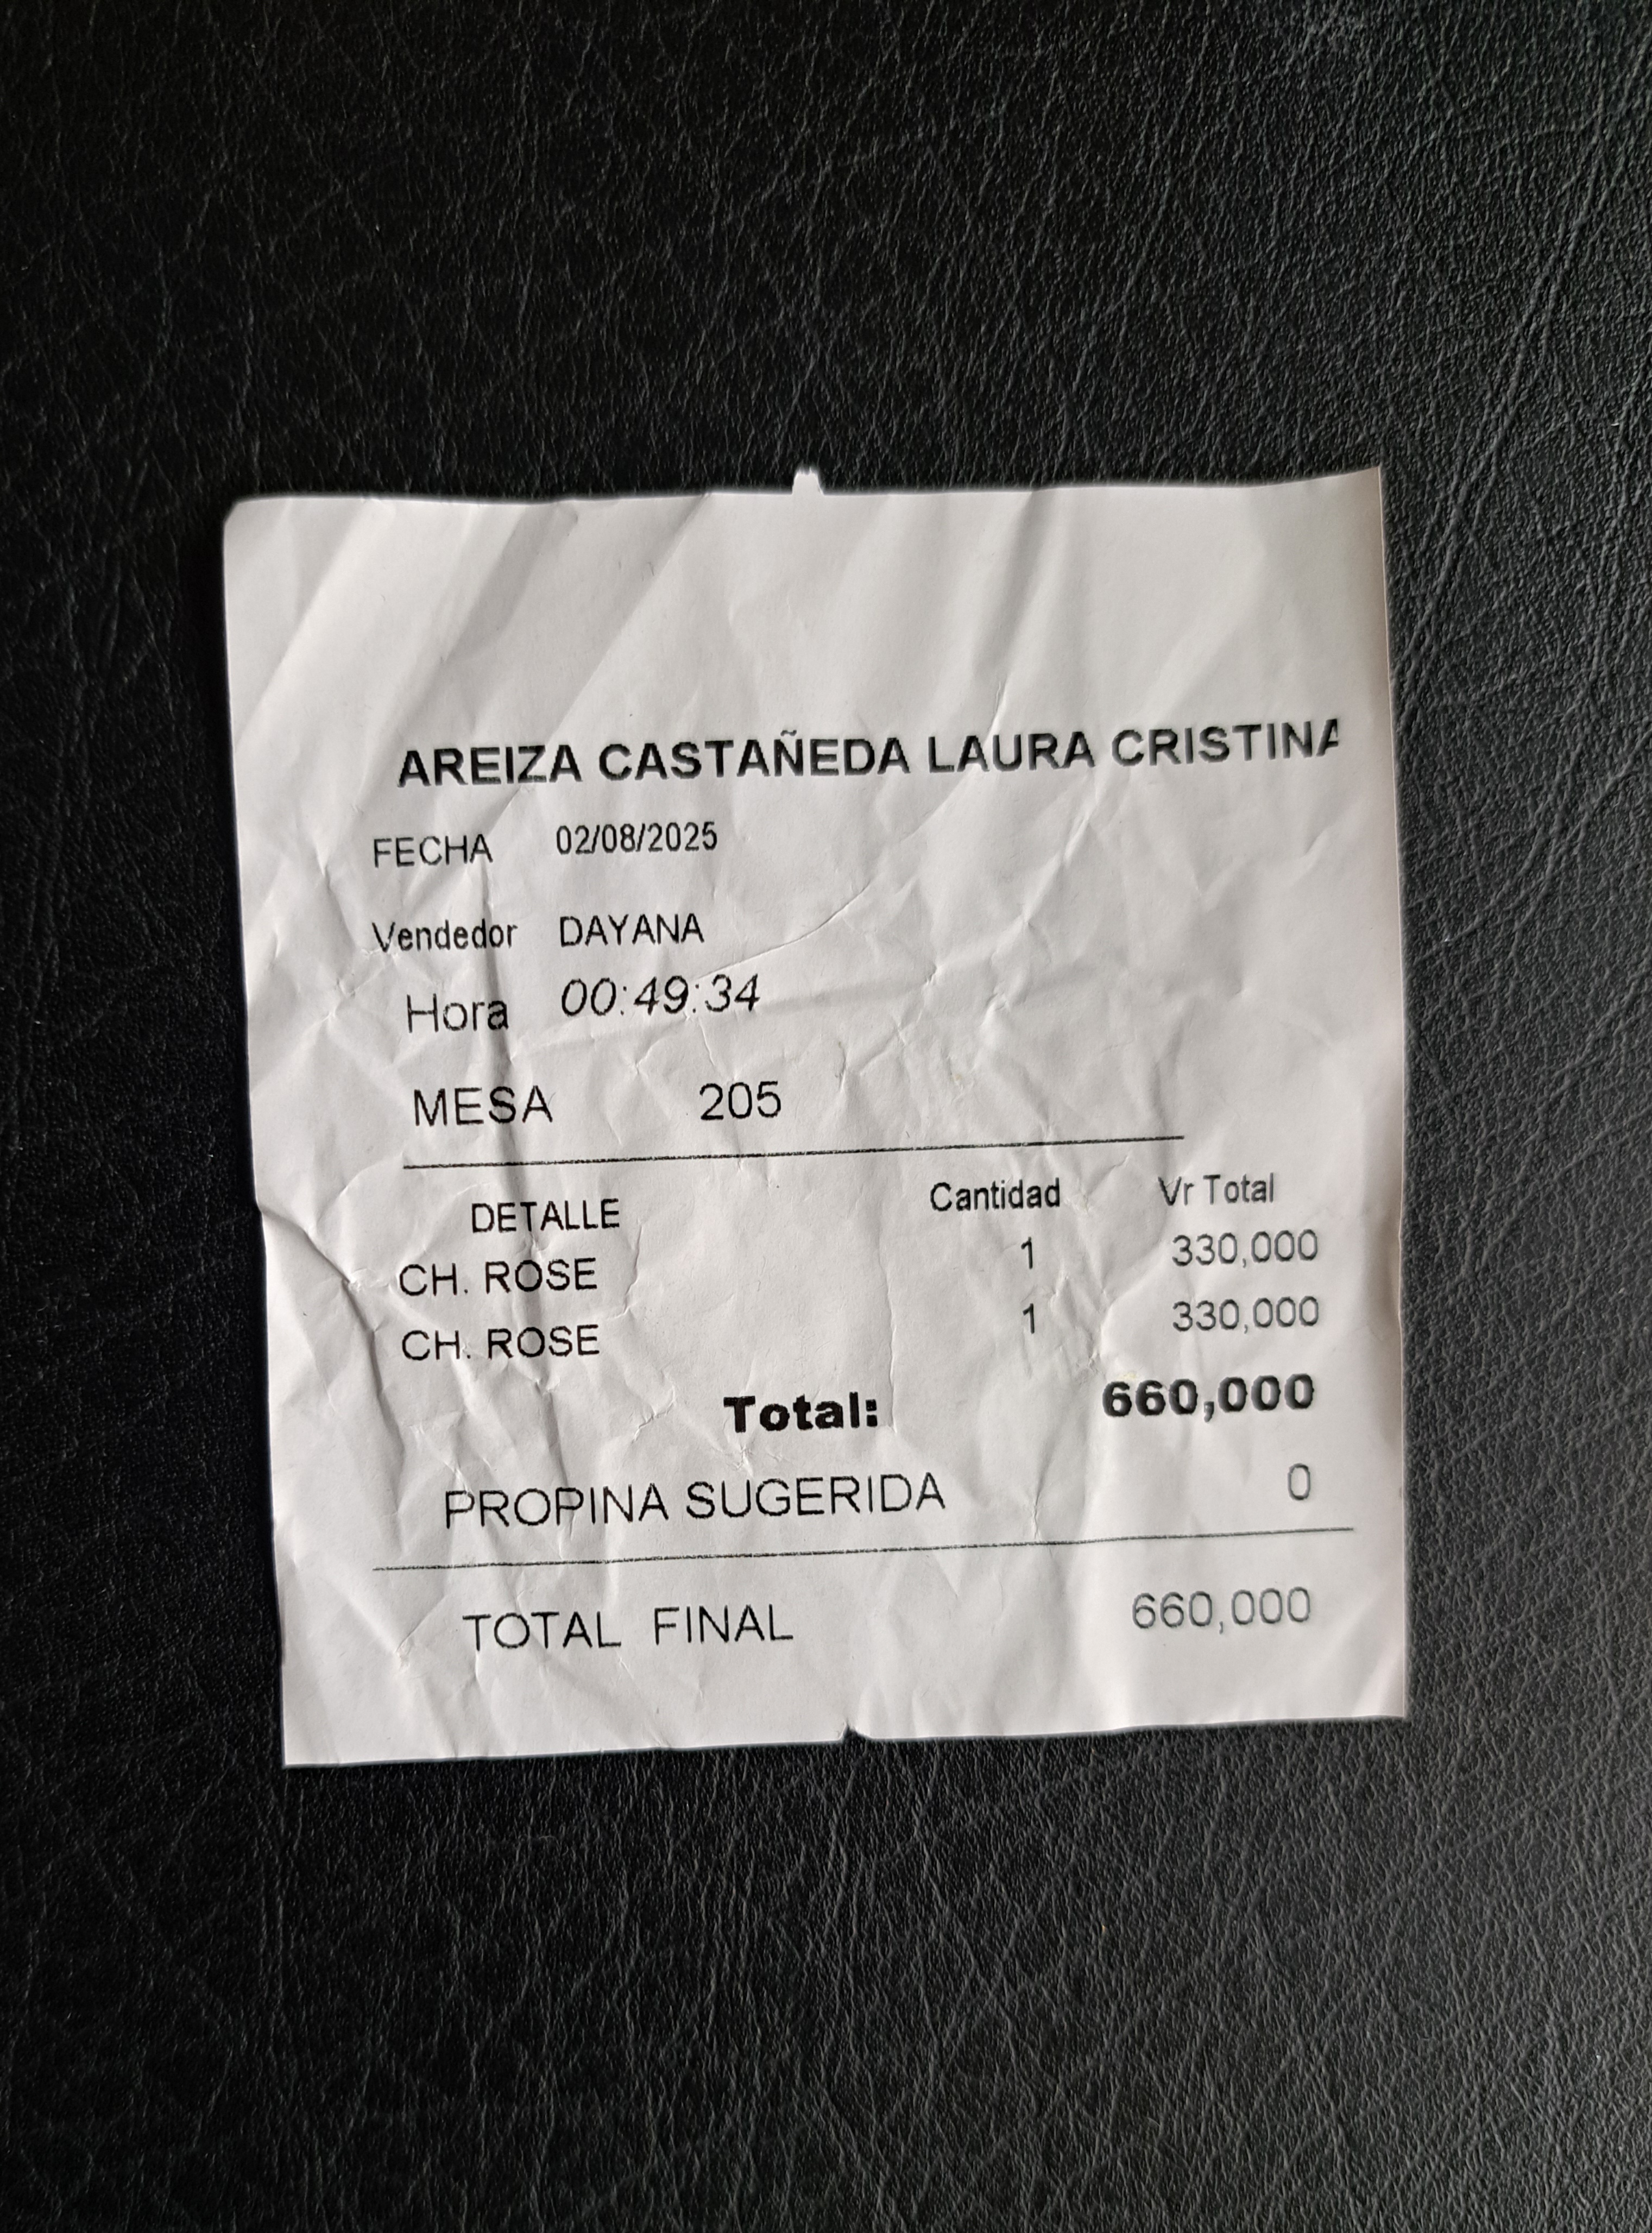 AREIZA CASTAÑEDA LAURA CRISTINA
FECHA 02/08/2025
Vendedor DAYANA
Hora 00:49:34
MESA 205
DETALLE Cantidad Vr Total
CH. ROSE 1 330,000
CH. ROSE 1 330,000
Total: 660,000
PROPINA SUGERIDA 0
TOTAL FINAL 660,000